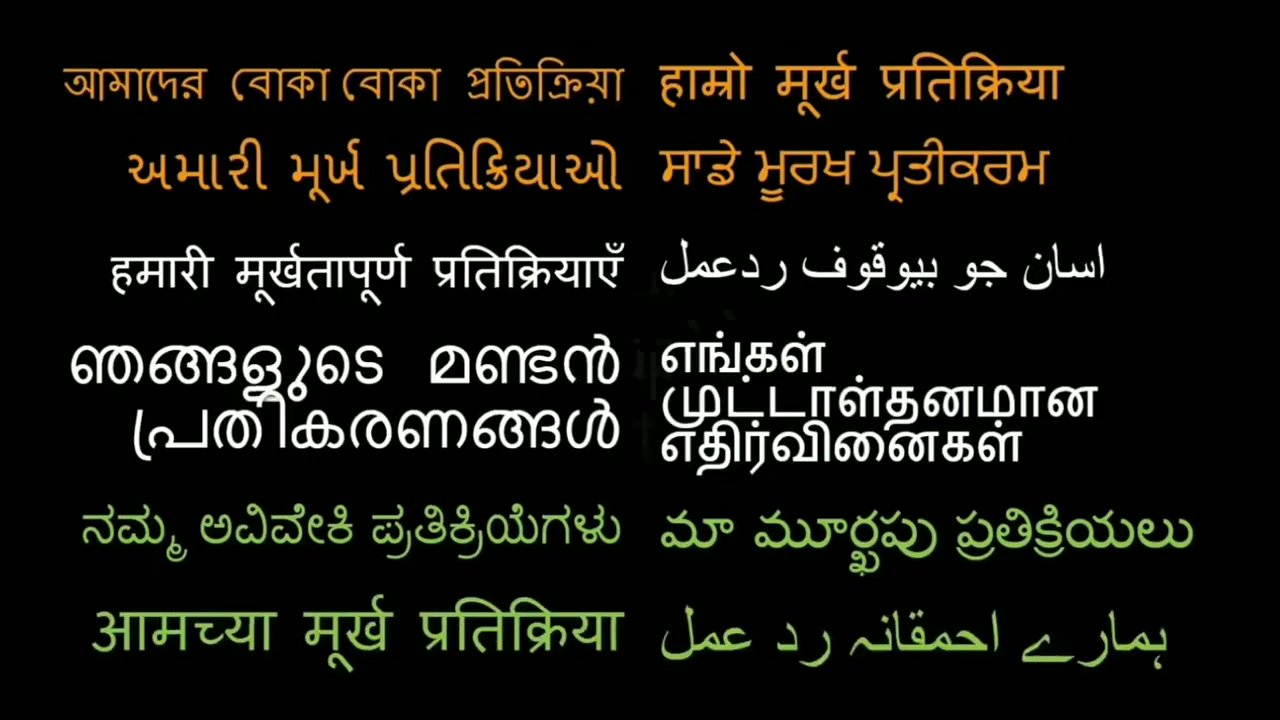 আমাদের বোকা বোকা প্রতিক্রিয়া
हाम्रो मूर्ख प्रतिक्रिया
અમારી મૂર્ખ પ્રતિક્રિયાઓ
ਸਾਡੇ ਮੂਰਖ ਪ੍ਰਤੀਕਰਮ
हमारी मूर्खतापूर्ण प्रतिक्रियाएँ
اسان جو بيوقوف ردعمل
ഞങ്ങളുടെ മണ്ടൻ
പ്രതികരണങ്ങൾ
எங்கள்
முட்டாள்தனமான
எதிர்வினைகள்
ನಮ್ಮ ಅವಿವೇಕಿ ಪ್ರತಿಕ್ರಿಯೆಗಳು
మా మూర్ఖపు ప్రతిక్రియలు
आमच्या मूर्ख प्रतिक्रिया
ہمارے احمقانہ رد عمل